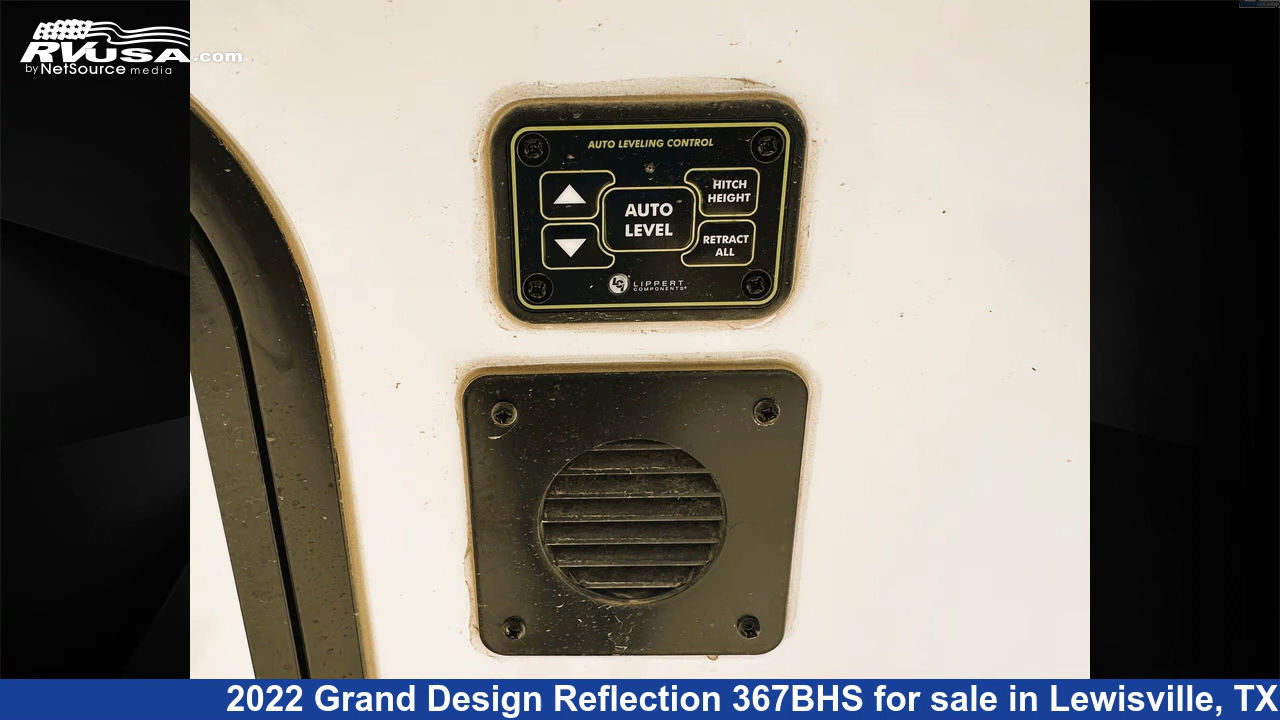 RVUSA.com
by NetSource media
AUTO LEVELING CONTROL
AUTO
LEVEL
HITCH
HEIGHT
RETRACT
ALL
LIPPERT
COMPONENTS®
2022 Grand Design Reflection 367BHS for sale in Lewisville, TX